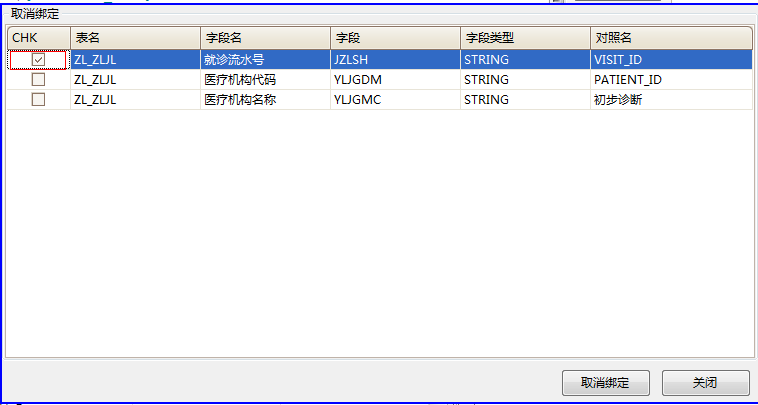 取消绑定
CHK 表名 字段名 字段 字段类型 对照名
ZL_ZLJL 就诊流水号 JZLSH STRING VISIT_ID
ZL_ZLJL 医疗机构代码 YLJGDM STRING PATIENT_ID
ZL_ZLJL 医疗机构名称 YLJGMC STRING 初步诊断
取消绑定 关闭